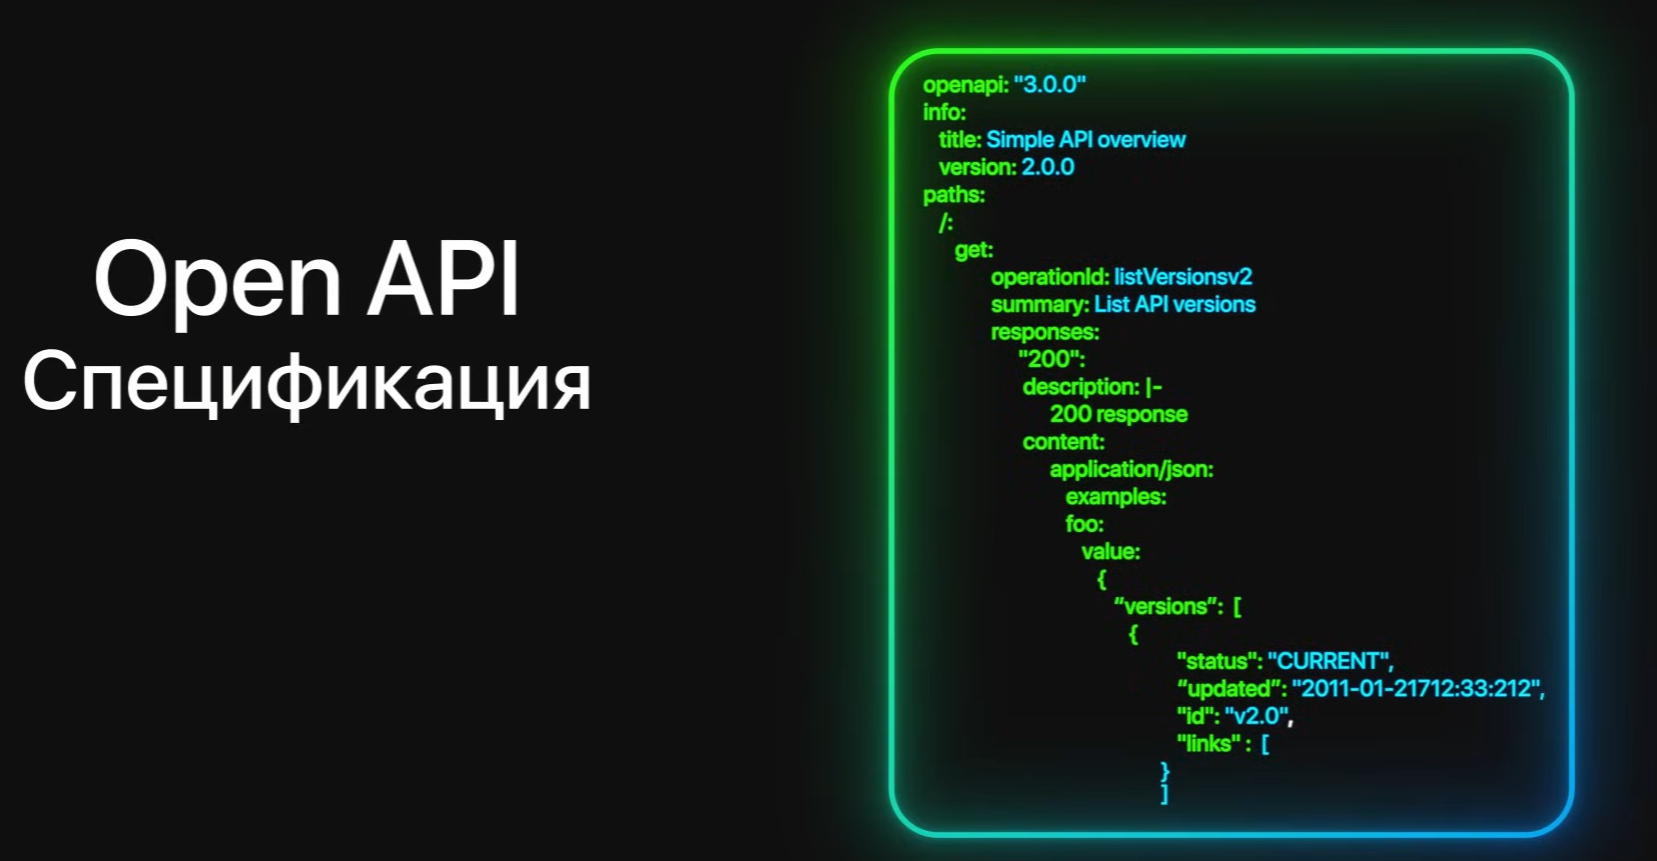 Open API
Спецификация
openapi: "3.0.0"
info:
title: Simple API overview
version: 2.0.0
paths:
/:
get:
operationId: listVersionsv2
summary: List API versions
responses:
"200":
description: |-
200 response
content:
application/json:
examples:
foo:
value:
{
“versions”: [
{
"status": "CURRENT",
“updated”: "2011-01-21712:33:212",
"id": "v2.0",
"links" : [
}
]